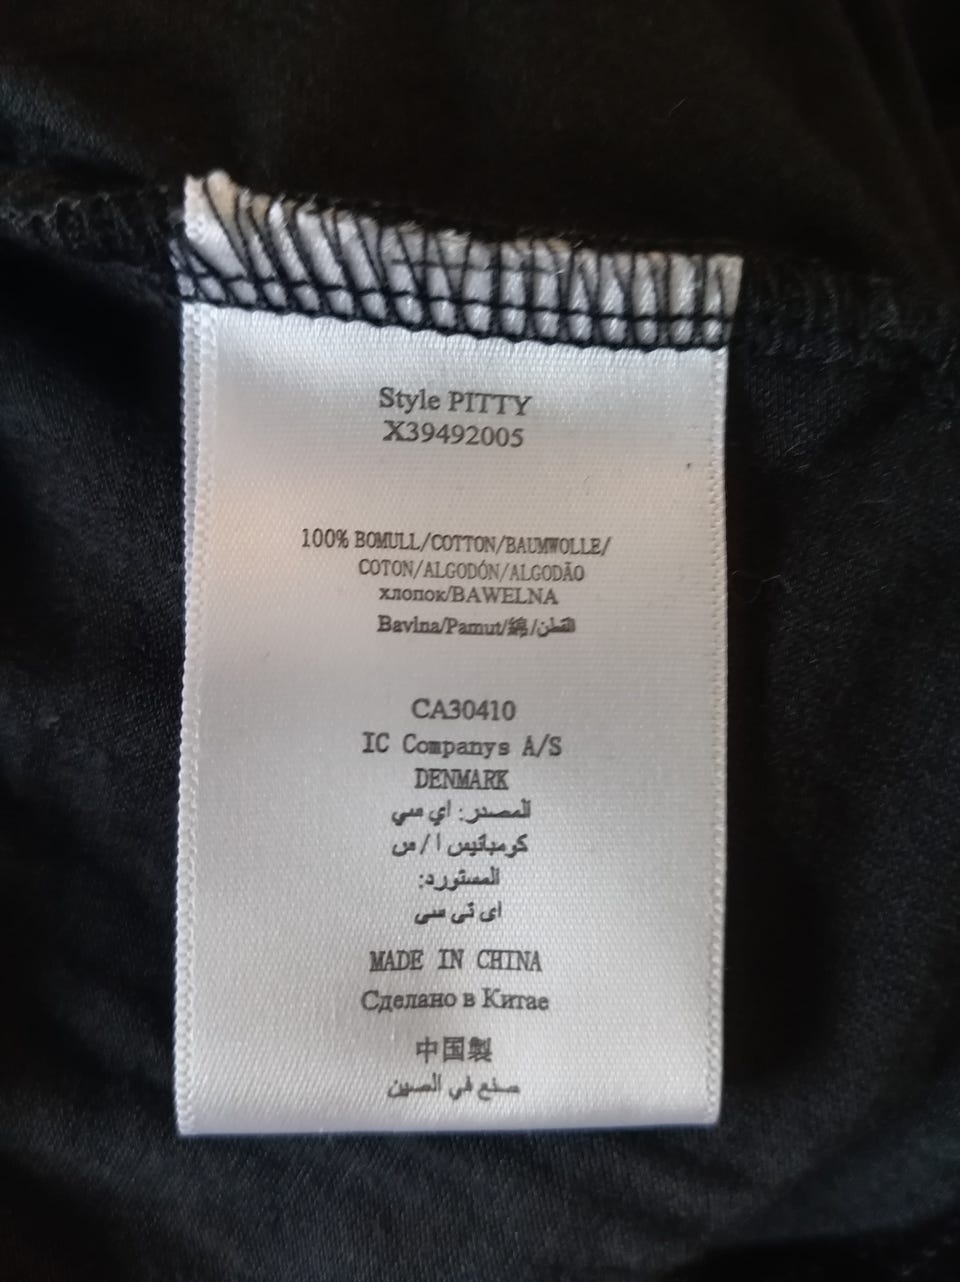 Style PITTY
X39492005
100% BOMULL/COTTON/BAUMWOLLE/
COTON/ALGODÓN/ALGODÃO
хлопок/BAWELNA
Bavlna/Pamut/綿/القطن
CA30410
IC Companys A/S
DENMARK
المصدر: اي سي
كومبانيس ا/س
المستورد:
اى تى سى
MADE IN CHINA
Сделано в Китае
中国製
صنع في الصين